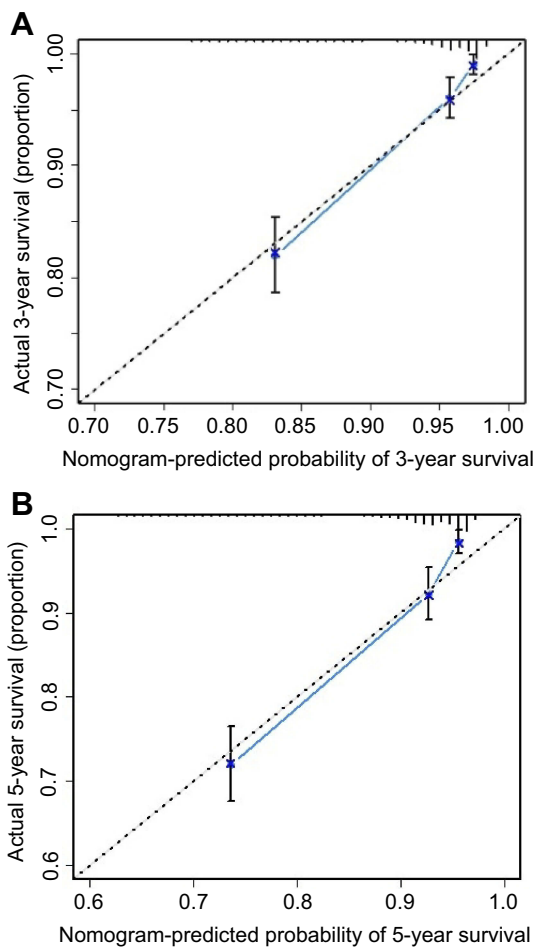 A
Actual 3-year survival (proportion)
1.00
0.90
0.80
0.70
0.70 0.75 0.80 0.85 0.90 0.95 1.00
Nomogram-predicted probability of 3-year survival
B
Actual 5-year survival (proportion)
1.0
0.9
0.8
0.7
0.6
0.6 0.7 0.8 0.9 1.0
Nomogram-predicted probability of 5-year survival